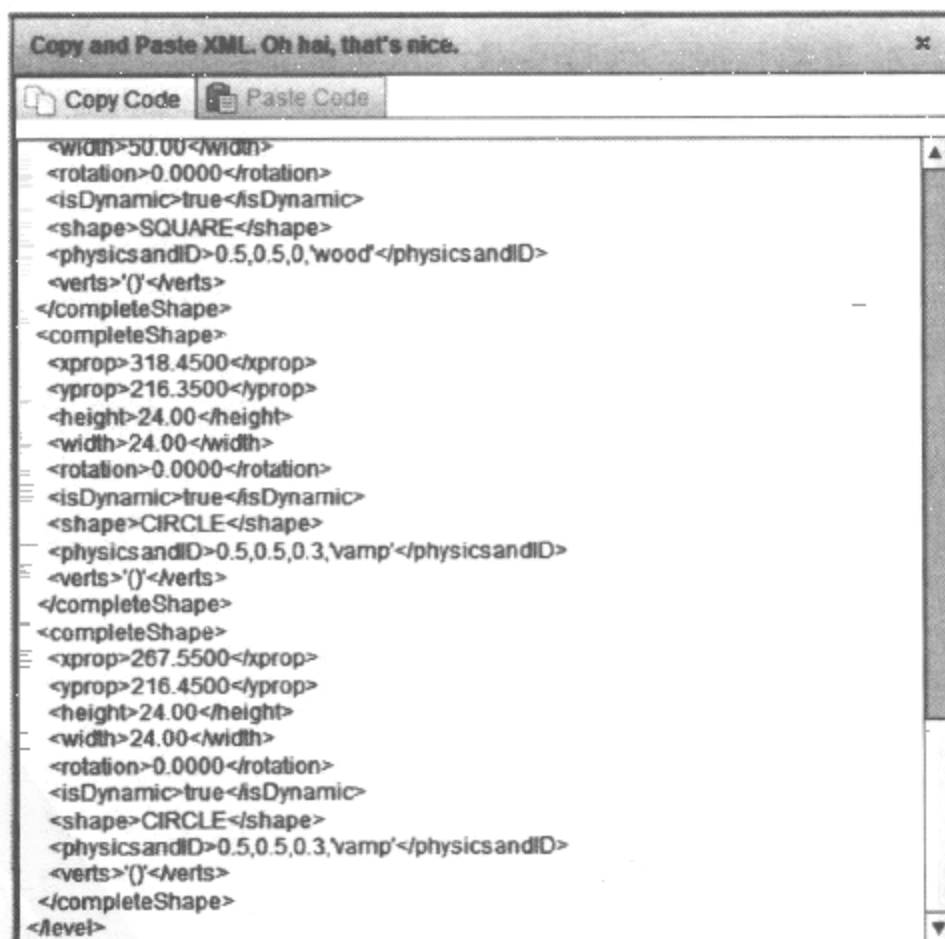 Copy and Paste XML. Oh hai, that's nice.
Copy Code
Paste Code
<width>50.00</width>
<rotation>0.0000</rotation>
<isDynamic>true</isDynamic>
<shape>SQUARE</shape>
<physicsandID>0.5,0.5,0,'wood'</physicsandID>
<verts>'()'</verts>
</completeShape>
<completeShape>
<xprop>318.4500</xprop>
<yprop>216.3500</yprop>
<height>24.00</height>
<width>24.00</width>
<rotation>0.0000</rotation>
<isDynamic>true</isDynamic>
<shape>CIRCLE</shape>
<physicsandID>0.5,0.5,0.3,'vamp'</physicsandID>
<verts>'()'</verts>
</completeShape>
<completeShape>
<xprop>267.5500</xprop>
<yprop>216.4500</yprop>
<height>24.00</height>
<width>24.00</width>
<rotation>0.0000</rotation>
<isDynamic>true</isDynamic>
<shape>CIRCLE</shape>
<physicsandID>0.5,0.5,0.3,'vamp'</physicsandID>
<verts>'()'</verts>
</completeShape>
</level>